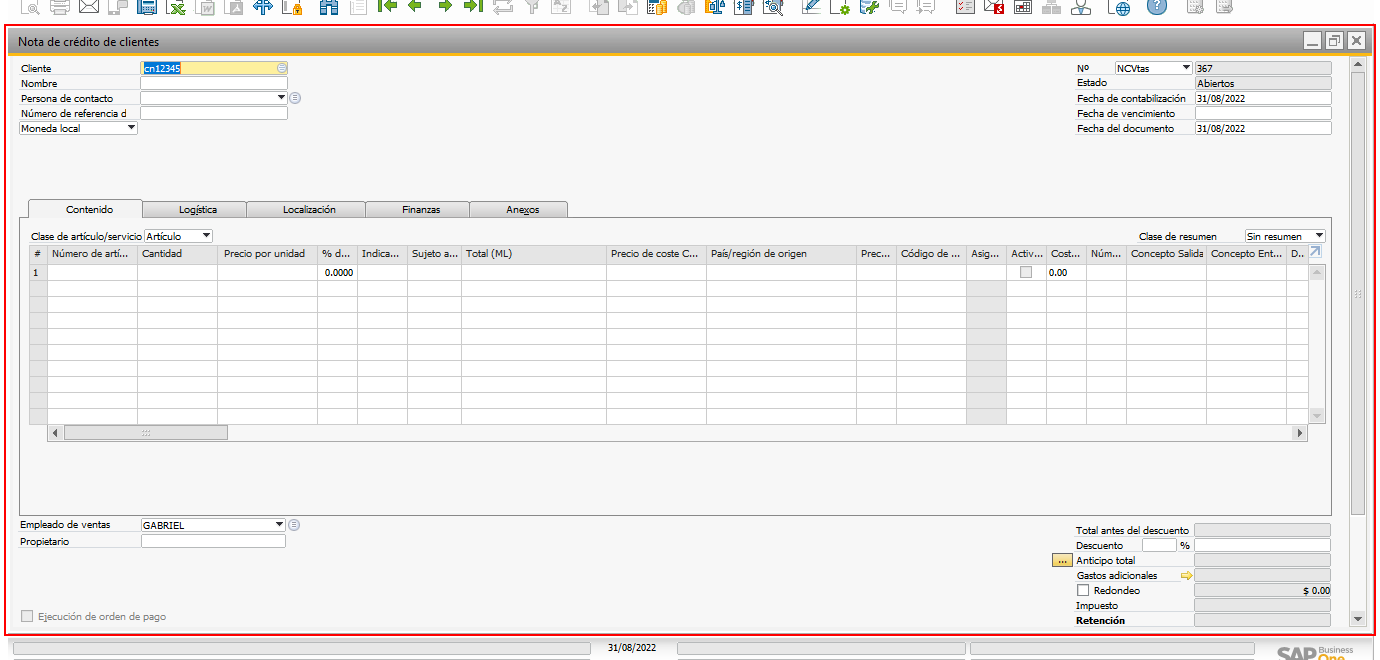 Nota de crédito de clientes
Cliente cn12345 Nº NCVtas 367
Nombre Estado Abiertos
Persona de contacto Fecha de contabilización 31/08/2022
Número de referencia d Fecha de vencimiento
Moneda local Fecha del documento 31/08/2022
Contenido Logística Localización Finanzas Anexos
Clase de artículo/servicio Artículo Clase de resumen Sin resumen
# Número de artí... Cantidad Precio por unidad % d... Indica... Sujeto a... Total (ML) Precio de coste C... País/región de origen Prec... Código de ... Asig... Activ... Cost... Núm... Concepto Salida Concepto Ent... D..
1 0.0000 0.00
Empleado de ventas GABRIEL Total antes del descuento
Propietario Descuento %
... Anticipo total
Gastos adicionales
Redondeo $ 0.00
Ejecución de orden de pago Impuesto
Retención
31/08/2022 SAP Business
One